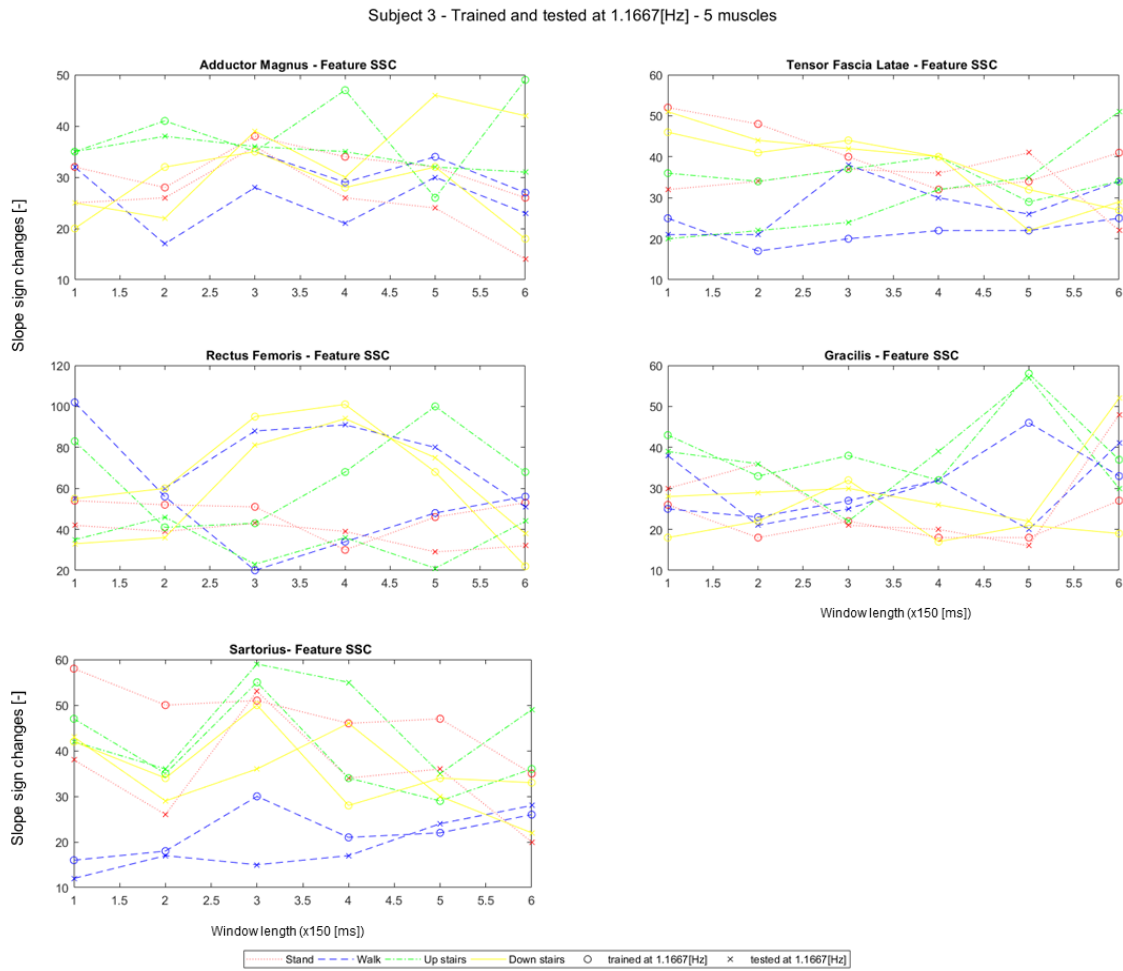 Subject 3 - Trained and tested at 1.1667[Hz] - 5 muscles
Adductor Magnus - Feature SSC
50
40
30
20
10
1 1.5 2 2.5 3 3.5 4 4.5 5 5.5 6
Tensor Fascia Latae - Feature SSC
60
50
40
30
20
10
1 1.5 2 2.5 3 3.5 4 4.5 5 5.5 6
Slope sign changes [-]
Rectus Femoris - Feature SSC
120
100
80
60
40
20
1 1.5 2 2.5 3 3.5 4 4.5 5 5.5 6
Gracilis - Feature SSC
60
50
40
30
20
10
1 1.5 2 2.5 3 3.5 4 4.5 5 5.5 6
Window length (x150 [ms])
Sartorius- Feature SSC
60
50
40
30
20
10
1 1.5 2 2.5 3 3.5 4 4.5 5 5.5 6
Slope sign changes [-]
Window length (x150 [ms])
Stand Walk Up stairs Down stairs trained at 1.1667[Hz] tested at 1.1667[Hz]